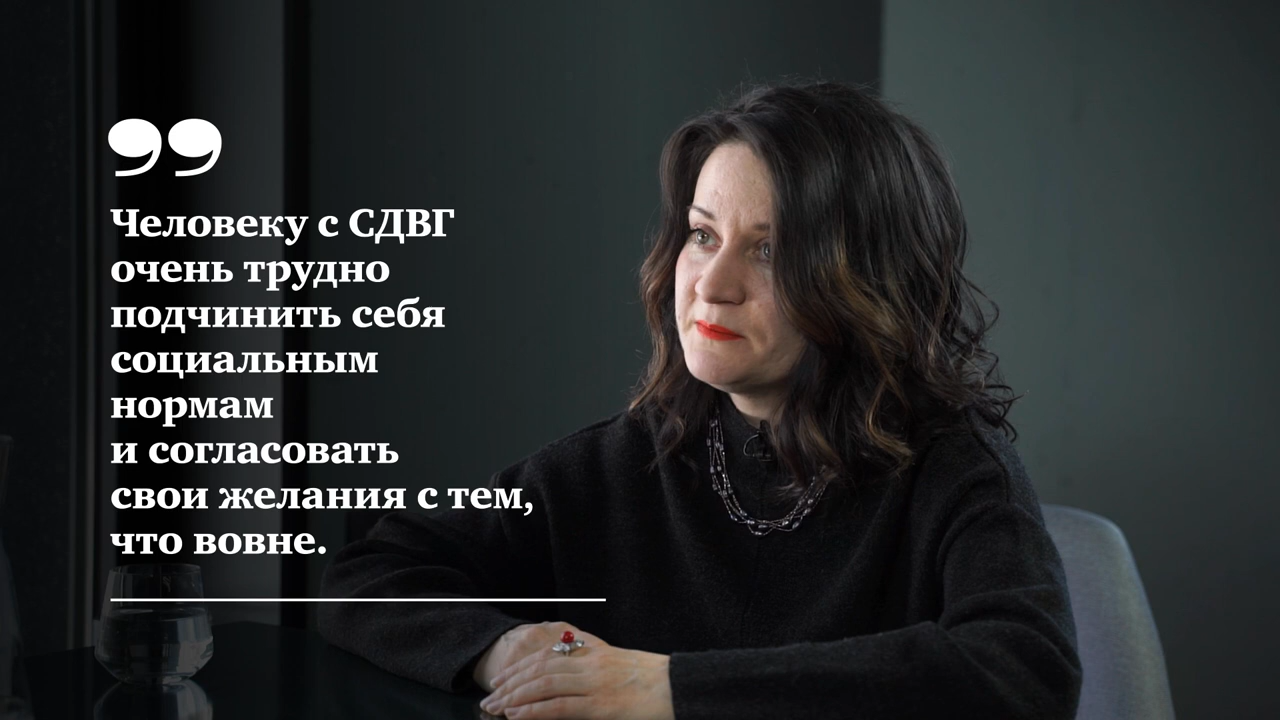 ”
Человеку с СДВГ
очень трудно
подчинить себя
социальным
нормам
и согласовать
свои желания с тем,
что вовне.